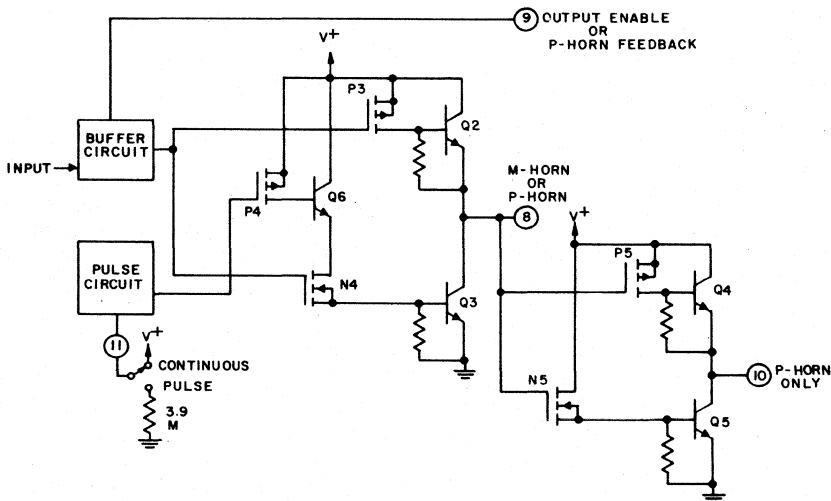 9 OUTPUT ENABLE
OR
P-HORN FEEDBACK
V+
P3
Q2
BUFFER
CIRCUIT
INPUT
M-HORN
OR
P-HORN
8
P4
Q6
V+
P5
Q4
PULSE
CIRCUIT
N4
Q3
11
V+
CONTINUOUS
PULSE
3.9
M
10 P-HORN
ONLY
N5
Q5